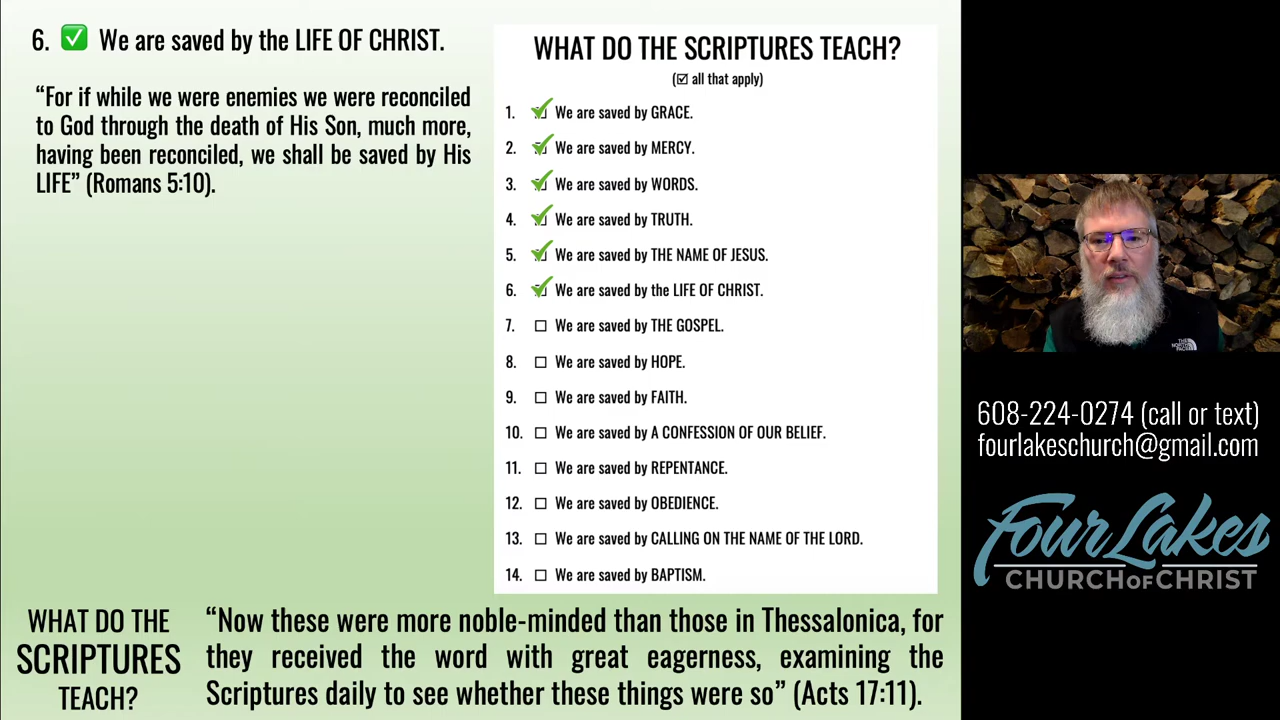 6. ✅ We are saved by the LIFE OF CHRIST.
“For if while we were enemies we were reconciled
to God through the death of His Son, much more,
having been reconciled, we shall be saved by His
LIFE” (Romans 5:10).
WHAT DO THE SCRIPTURES TEACH?
(☑ all that apply)
1. We are saved by GRACE.
2. We are saved by MERCY.
3. We are saved by WORDS.
4. We are saved by TRUTH.
5. We are saved by THE NAME OF JESUS.
6. We are saved by the LIFE OF CHRIST.
7. ☐ We are saved by THE GOSPEL.
8. ☐ We are saved by HOPE.
9. ☐ We are saved by FAITH.
10. ☐ We are saved by A CONFESSION OF OUR BELIEF.
11. ☐ We are saved by REPENTANCE.
12. ☐ We are saved by OBEDIENCE.
13. ☐ We are saved by CALLING ON THE NAME OF THE LORD.
14. ☐ We are saved by BAPTISM.
WHAT DO THE
SCRIPTURES
TEACH?
“Now these were more noble-minded than those in Thessalonica, for
they received the word with great eagerness, examining the
Scriptures daily to see whether these things were so” (Acts 17:11).
THE
NORTH
FACE
608-224-0274 (call or text)
fourlakeschurch@gmail.com
Four Lakes
CHURCH OF CHRIST